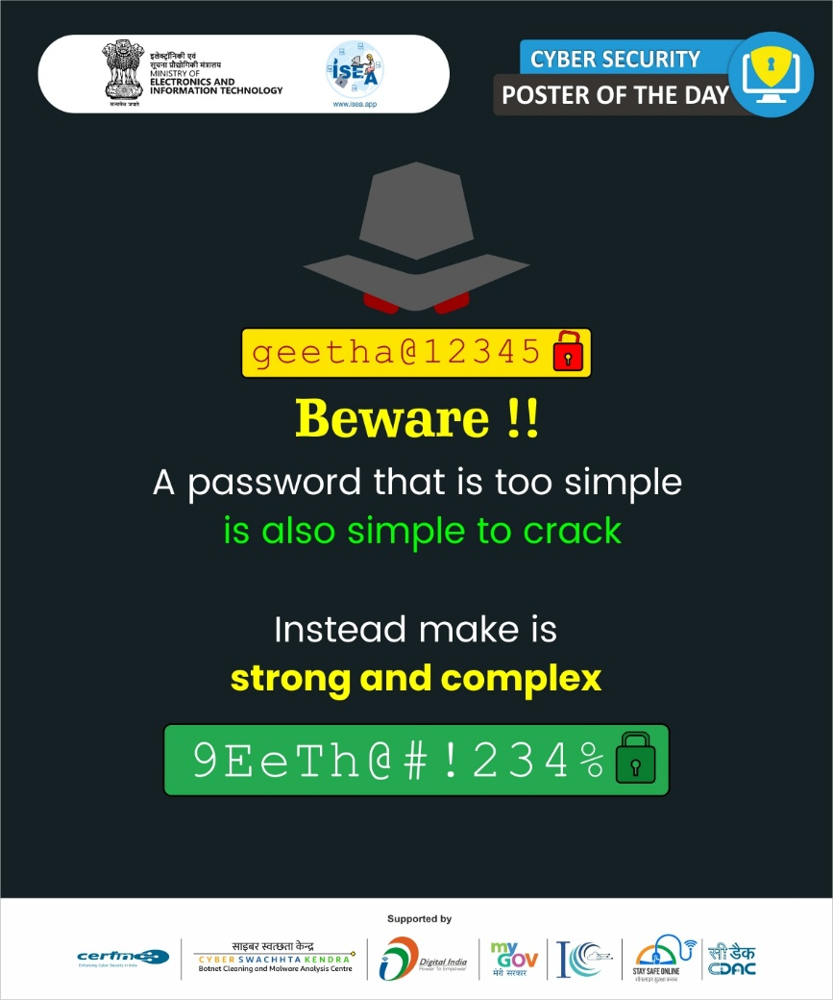 इलेक्ट्रॉनिकी एवं
सूचना प्रौद्योगिकी मंत्रालय
MINISTRY OF
ELECTRONICS AND
INFORMATION TECHNOLOGY
सत्यमेव जयते
ISEA
www.isea.app
CYBER SECURITY
POSTER OF THE DAY
geetha@12345
Beware !!
A password that is too simple
is also simple to crack
Instead make is
strong and complex
9EeTh@#!234%
Supported by
certin
Enhancing Cyber Security in India
साइबर स्वच्छता केन्द्र
CYBER SWACHHTA KENDRA
Botnet Cleaning and Malware Analysis Centre
Digital India
Power To Empower
my
GOV
मेरी सरकार
STAY SAFE ONLINE
सी डैक
CDAC